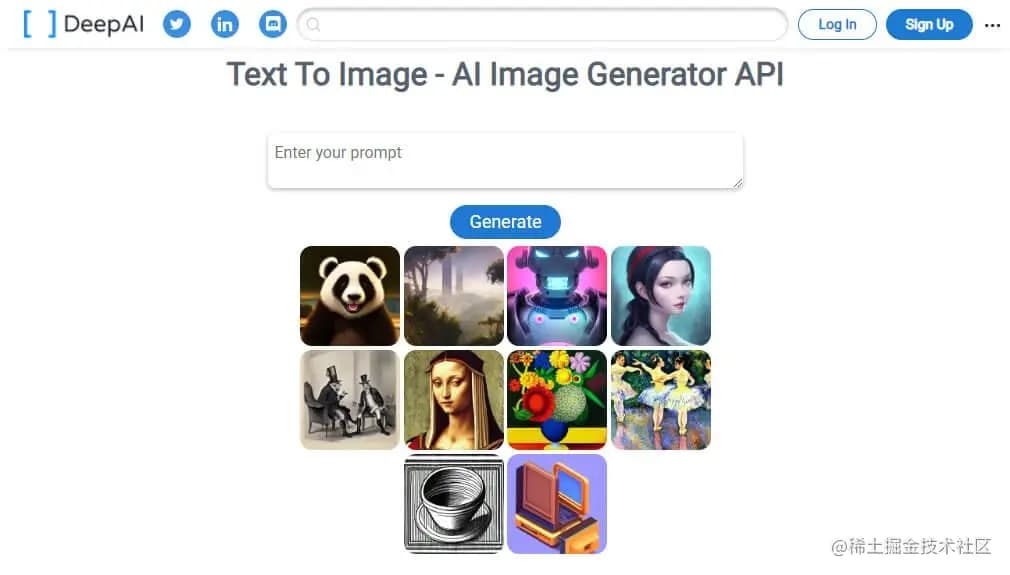 [ ] DeepAI
Log In
Sign Up
Text To Image - AI Image Generator API
Enter your prompt
Generate
@稀土掘金技术社区